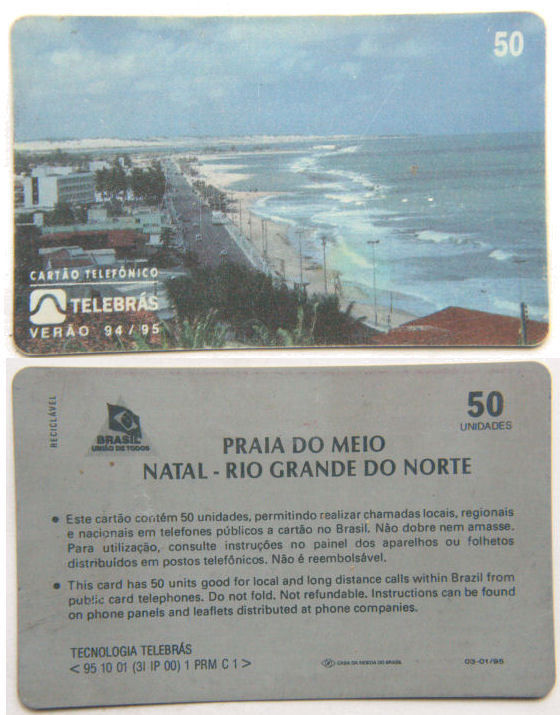 50
CARTÃO TELEFÔNICO
TELEBRÁS
VERÃO 94/95
RECICLÁVEL
BRASIL
UNIÃO DE TODOS
50
UNIDADES
PRAIA DO MEIO
NATAL - RIO GRANDE DO NORTE
● Este cartão contém 50 unidades, permitindo realizar chamadas locais, regionais
e nacionais em telefones públicos a cartão no Brasil. Não dobre nem amasse.
Para utilização, consulte instruções no painel dos aparelhos ou folhetos
distribuídos em postos telefônicos. Não é reembolsável.
● This card has 50 units good for local and long distance calls within Brazil from
public card telephones. Do not fold. Not refundable. Instructions can be found
on phone panels and leaflets distributed at phone companies.
TECNOLOGIA TELEBRÁS
< 95 10 01 (3I IP 00) 1 PRM C 1 >
CASA DA MOEDA DO BRASIL
03-01/95